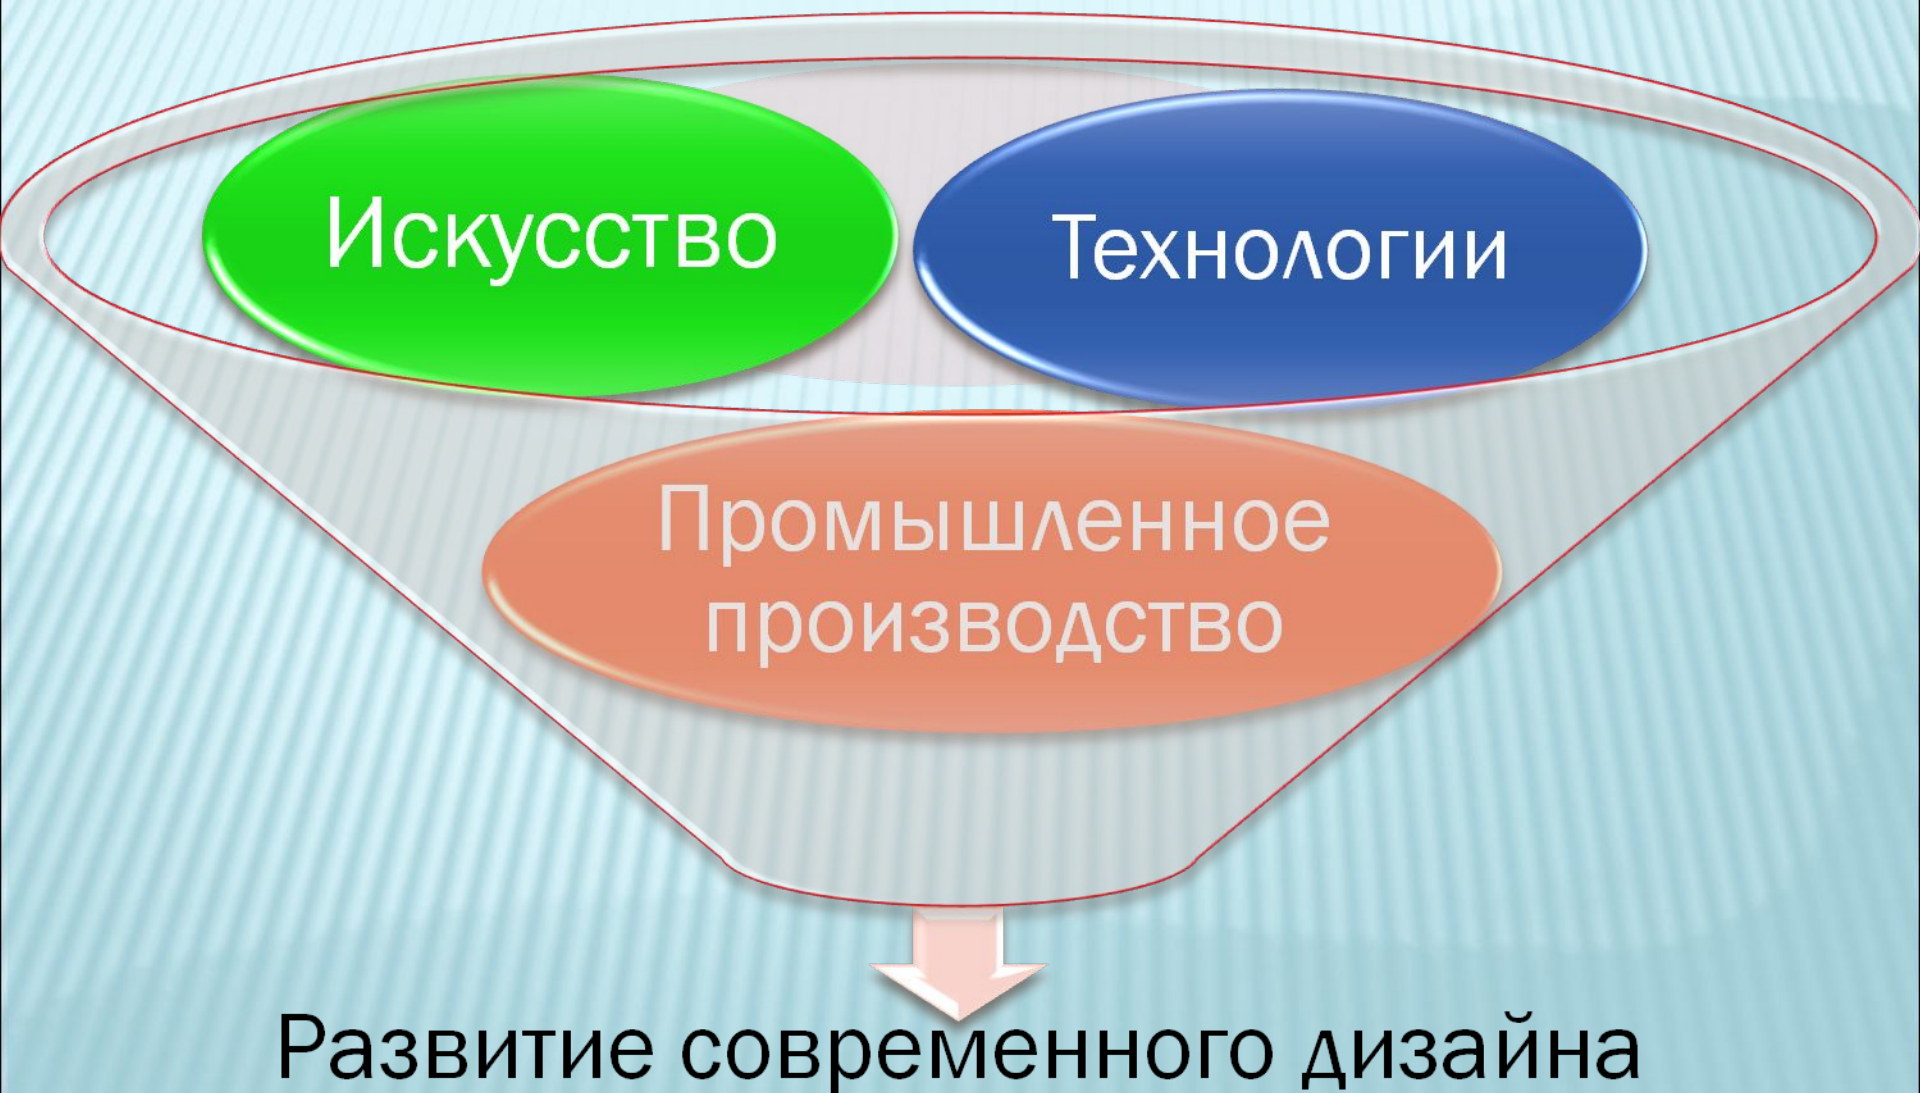 Искусство
Технологии
Промышленное
производство
Развитие современного дизайна